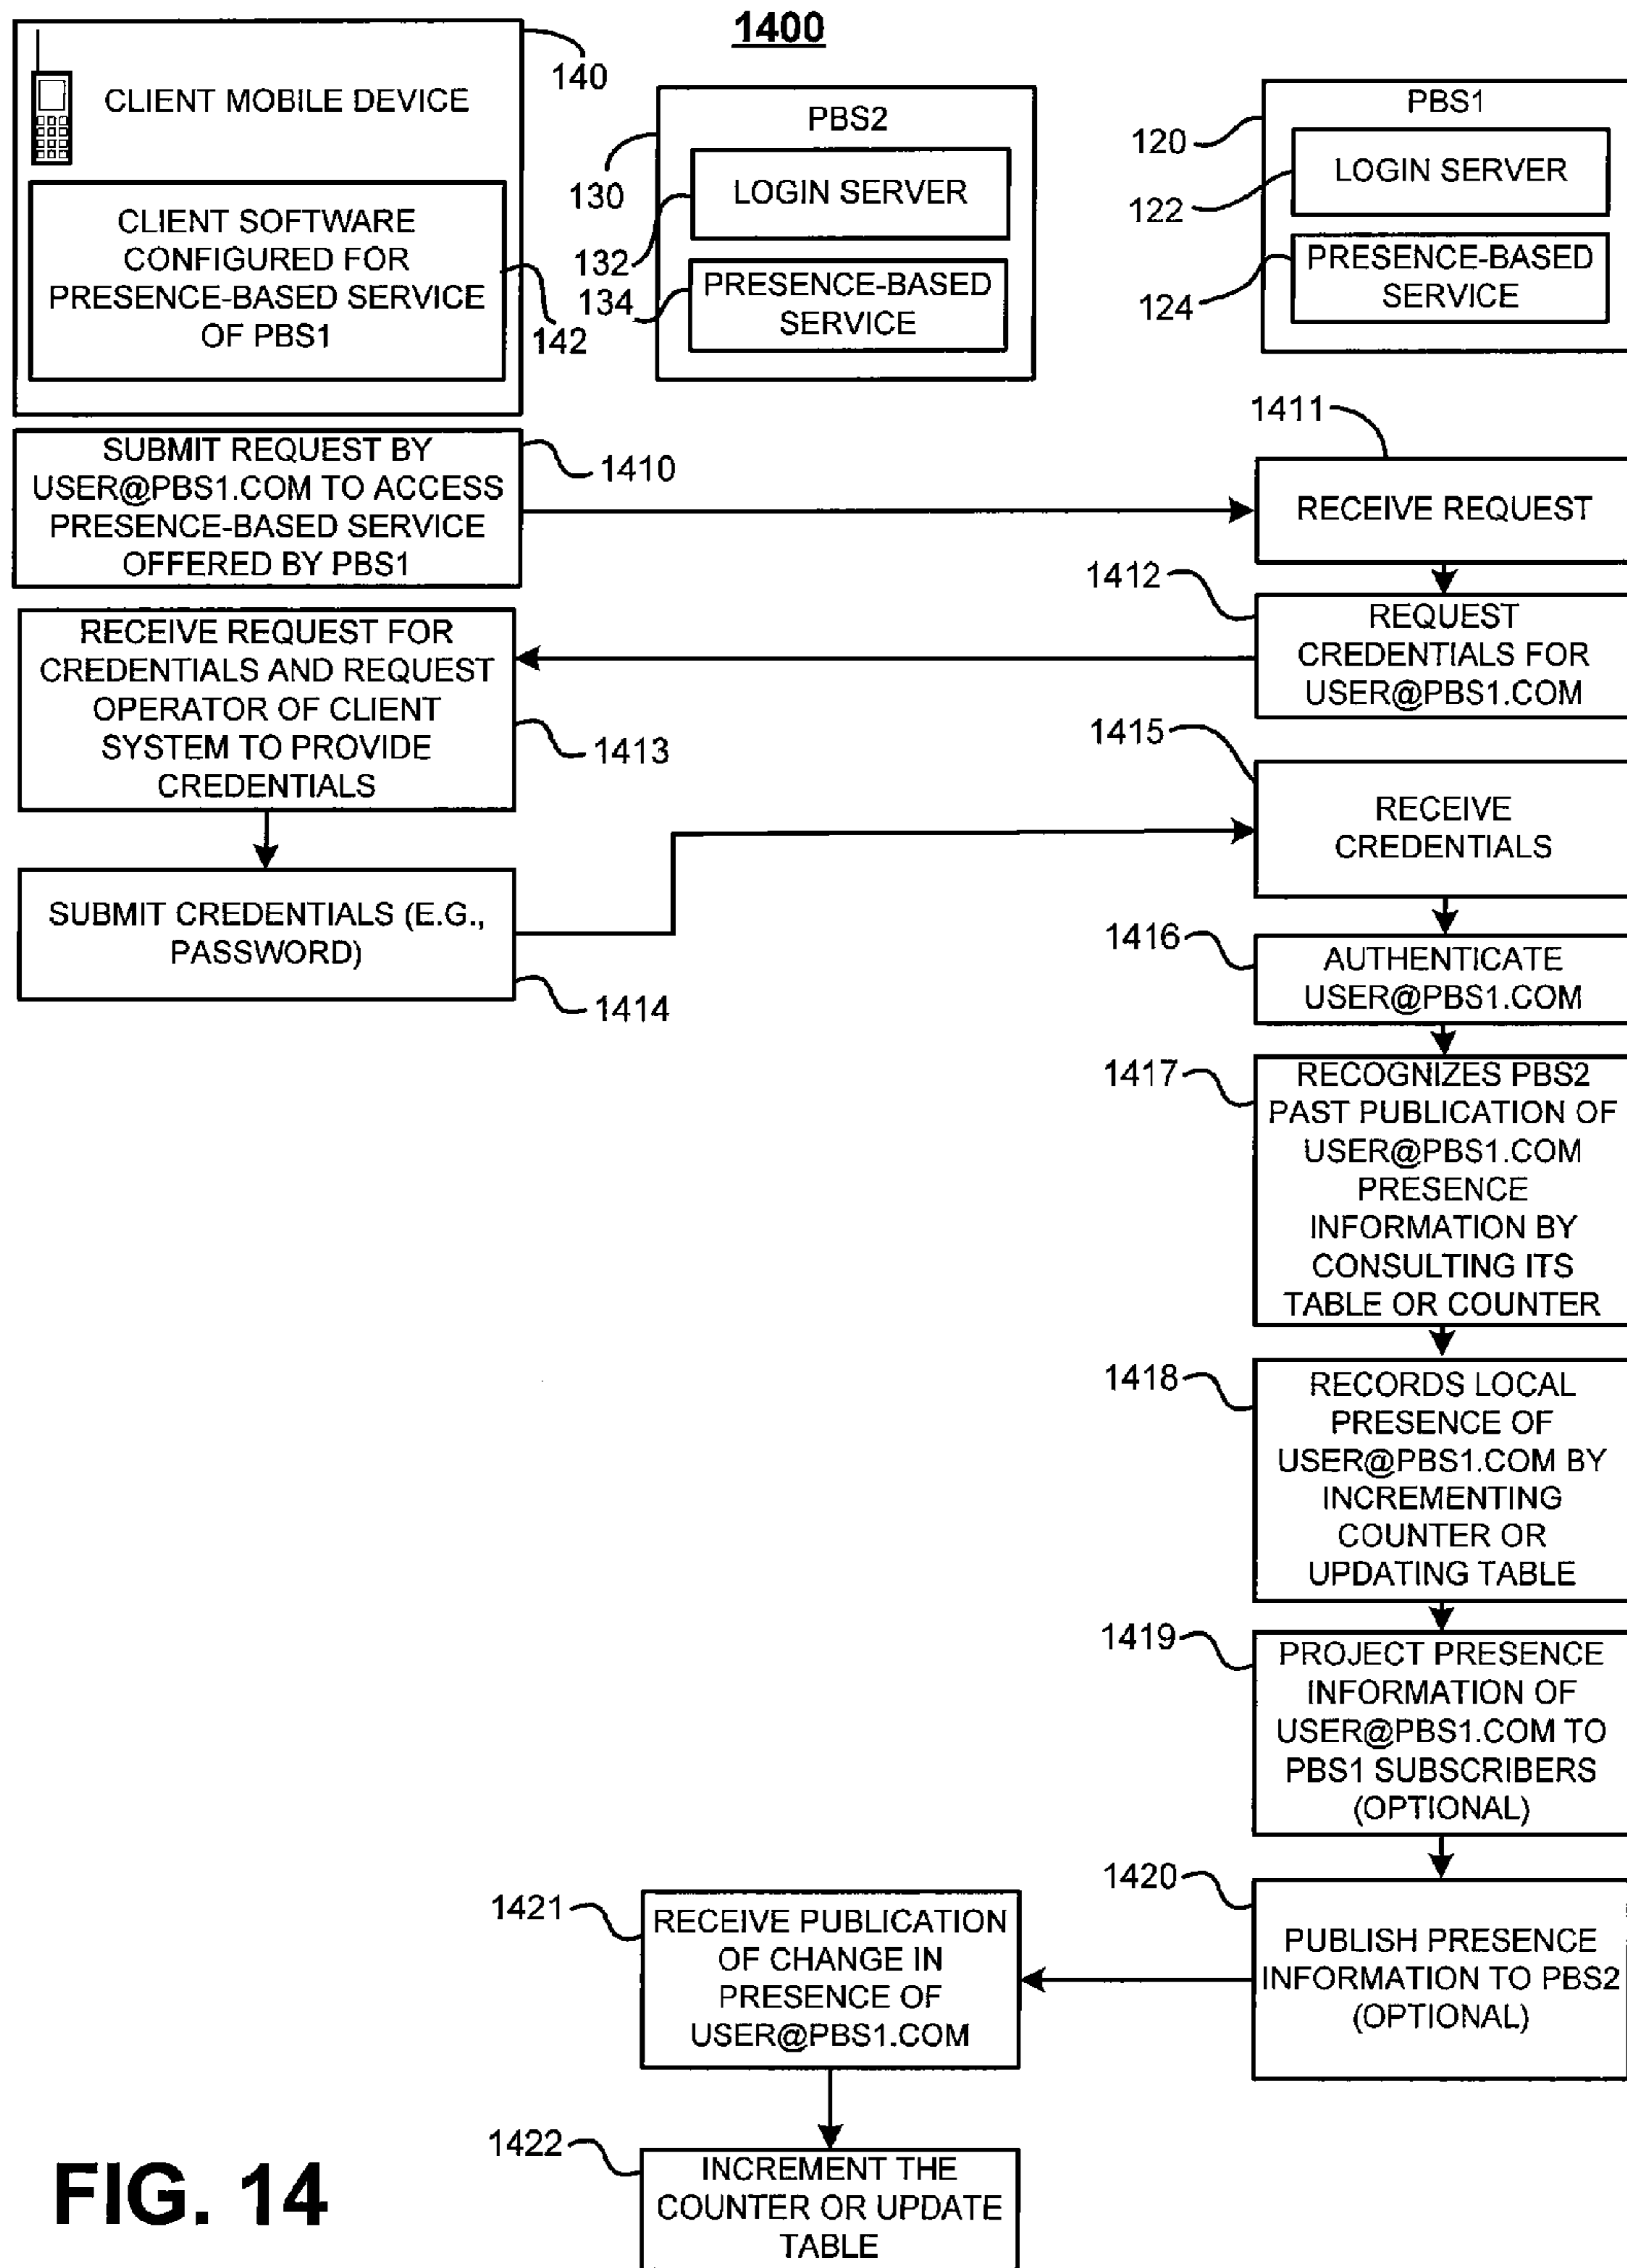 1400
140
CLIENT MOBILE DEVICE
CLIENT SOFTWARE
CONFIGURED FOR
PRESENCE-BASED SERVICE
OF PBS1
142
PBS2
130
LOGIN SERVER
132
PRESENCE-BASED
SERVICE
134
PBS1
120
LOGIN SERVER
122
PRESENCE-BASED
SERVICE
124
SUBMIT REQUEST BY
USER@PBS1.COM TO ACCESS
PRESENCE-BASED SERVICE
OFFERED BY PBS1
1410
1411
RECEIVE REQUEST
1412
REQUEST
CREDENTIALS FOR
USER@PBS1.COM
RECEIVE REQUEST FOR
CREDENTIALS AND REQUEST
OPERATOR OF CLIENT
SYSTEM TO PROVIDE
CREDENTIALS
1413
SUBMIT CREDENTIALS (E.G.,
PASSWORD)
1414
1415
RECEIVE
CREDENTIALS
1416
AUTHENTICATE
USER@PBS1.COM
1417
RECOGNIZES PBS2
PAST PUBLICATION OF
USER@PBS1.COM
PRESENCE
INFORMATION BY
CONSULTING ITS
TABLE OR COUNTER
1418
RECORDS LOCAL
PRESENCE OF
USER@PBS1.COM BY
INCREMENTING
COUNTER OR
UPDATING TABLE
1419
PROJECT PRESENCE
INFORMATION OF
USER@PBS1.COM TO
PBS1 SUBSCRIBERS
(OPTIONAL)
1420
PUBLISH PRESENCE
INFORMATION TO PBS2
(OPTIONAL)
1421
RECEIVE PUBLICATION
OF CHANGE IN
PRESENCE OF
USER@PBS1.COM
1422
INCREMENT THE
COUNTER OR UPDATE
TABLE
FIG. 14